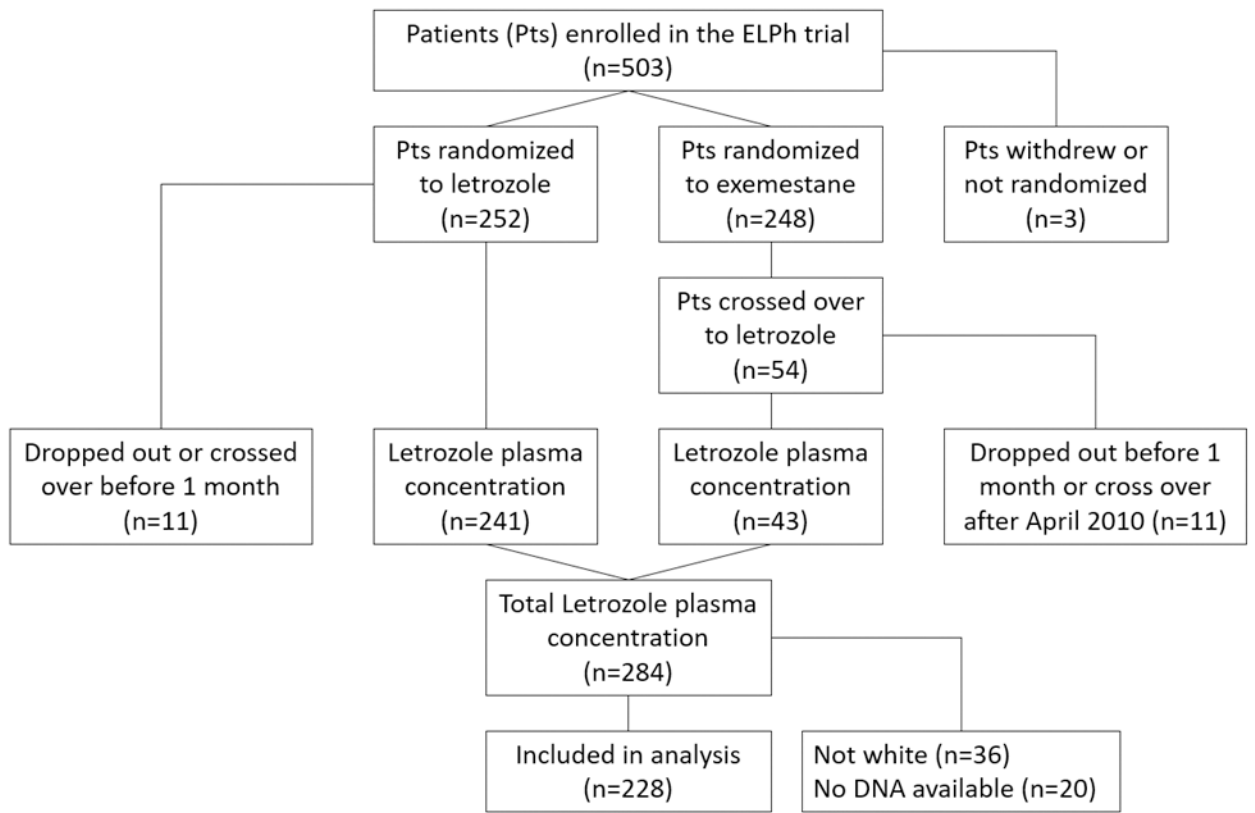 Patients (Pts) enrolled in the ELPh trial
(n=503)
Pts randomized
to letrozole
(n=252)
Pts randomized
to exemestane
(n=248)
Pts withdrew or
not randomized
(n=3)
Pts crossed over
to letrozole
(n=54)
Dropped out or crossed
over before 1 month
(n=11)
Letrozole plasma
concentration
(n=241)
Letrozole plasma
concentration
(n=43)
Dropped out before 1
month or cross over
after April 2010 (n=11)
Total Letrozole plasma
concentration
(n=284)
Included in analysis
(n=228)
Not white (n=36)
No DNA available (n=20)